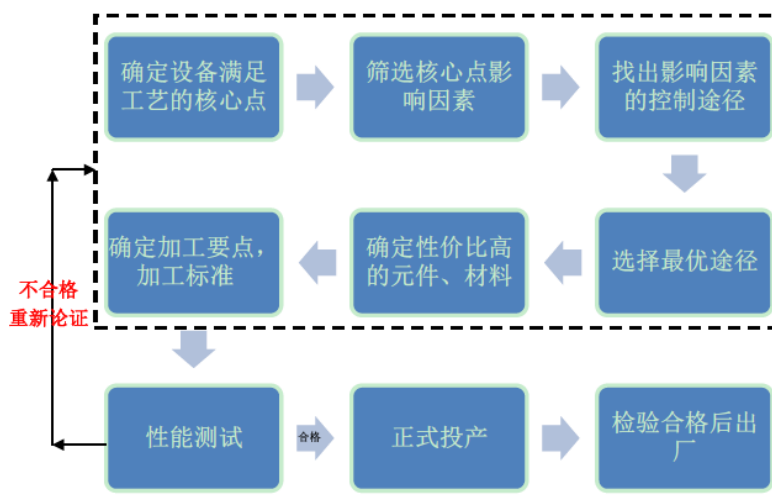 确定设备满足
工艺的核心点
筛选核心点影
响因素
找出影响因素
的控制途径
选择最优途径
确定性价比高
的元件、材料
确定加工要点，
加工标准
不合格
重新论证
性能测试
合格
正式投产
检验合格后出
厂